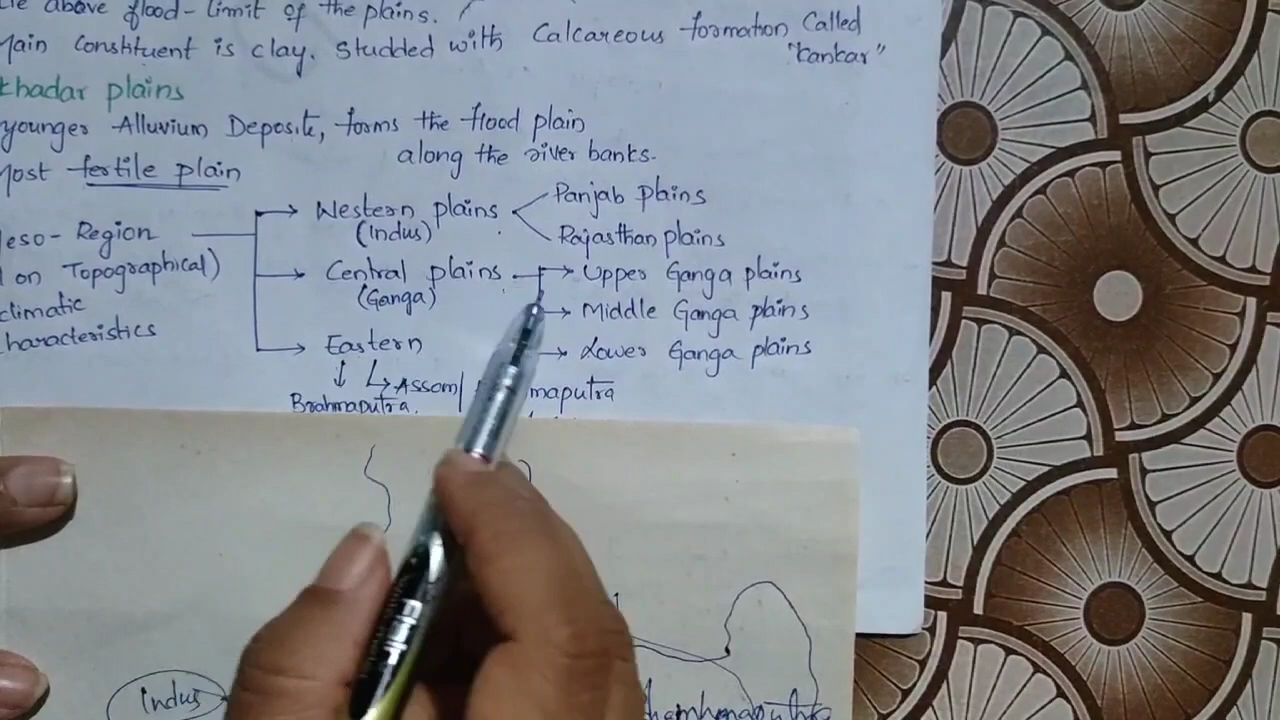 above flood-limit of the plains.
Main Constituent is clay. Studded with Calcareous formation Called
"kankar"
khadar plains
younger Alluvium Deposite, forms the flood plain
along the river banks.
Most fertile plain
Western plains
(Indus)
Panjab plains
Rajasthan plains
eso-Region
on Topographical)
climatic
characteristics
Central plains
(Ganga)
Upper Ganga plains
Middle Ganga plains
Lower Ganga plains
Eastern
Brahmaputra.
Assam/ maputra
Indus